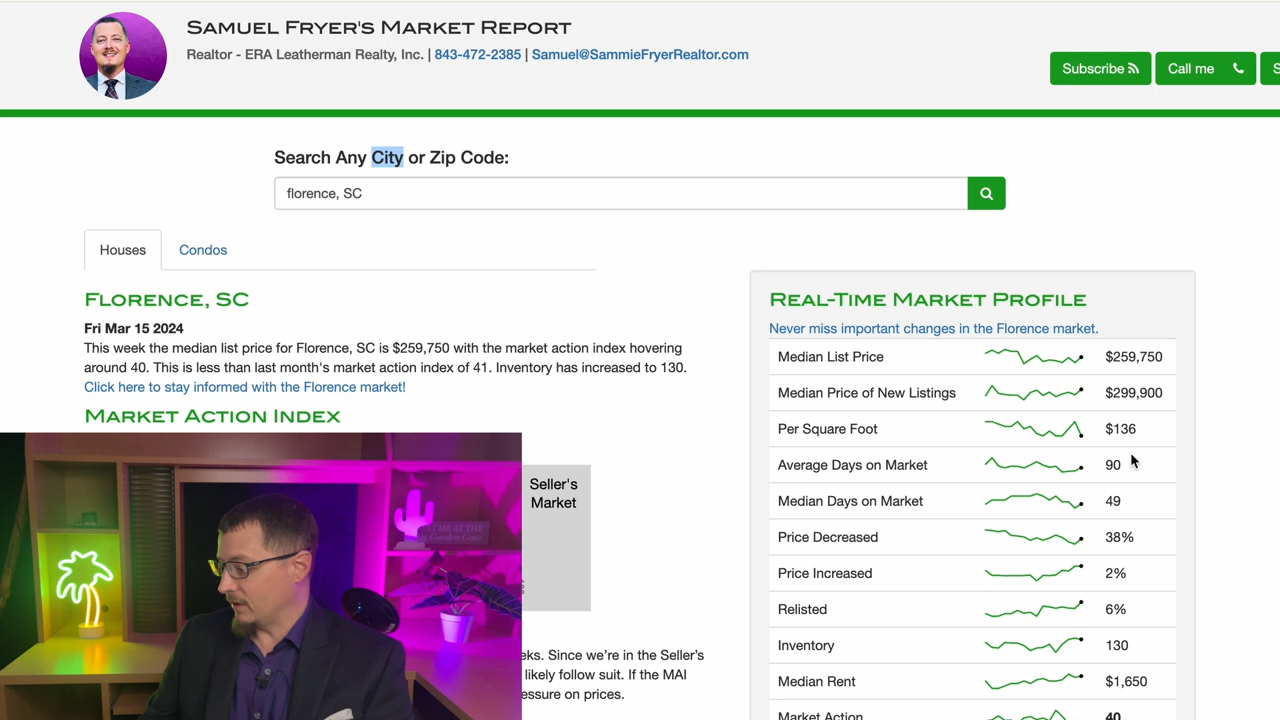 SAMUEL FRYER'S MARKET REPORT
Realtor - ERA Leatherman Realty, Inc. | 843-472-2385 | Samuel@SammieFryerRealtor.com
Subscribe
Call me
Search Any City or Zip Code:
florence, SC
Houses
Condos
FLORENCE, SC
Fri Mar 15 2024
This week the median list price for Florence, SC is $259,750 with the market action index hovering
around 40. This is less than last month's market action index of 41. Inventory has increased to 130.
Click here to stay informed with the Florence market!
MARKET ACTION INDEX
Seller's
Market
Since we're in the Seller's
likely follow suit. If the MAI
on prices.
REAL-TIME MARKET PROFILE
Never miss important changes in the Florence market.
Median List Price $259,750
Median Price of New Listings $299,900
Per Square Foot $136
Average Days on Market 90
Median Days on Market 49
Price Decreased 38%
Price Increased 2%
Relisted 6%
Inventory 130
Median Rent $1,650
Market Action 40